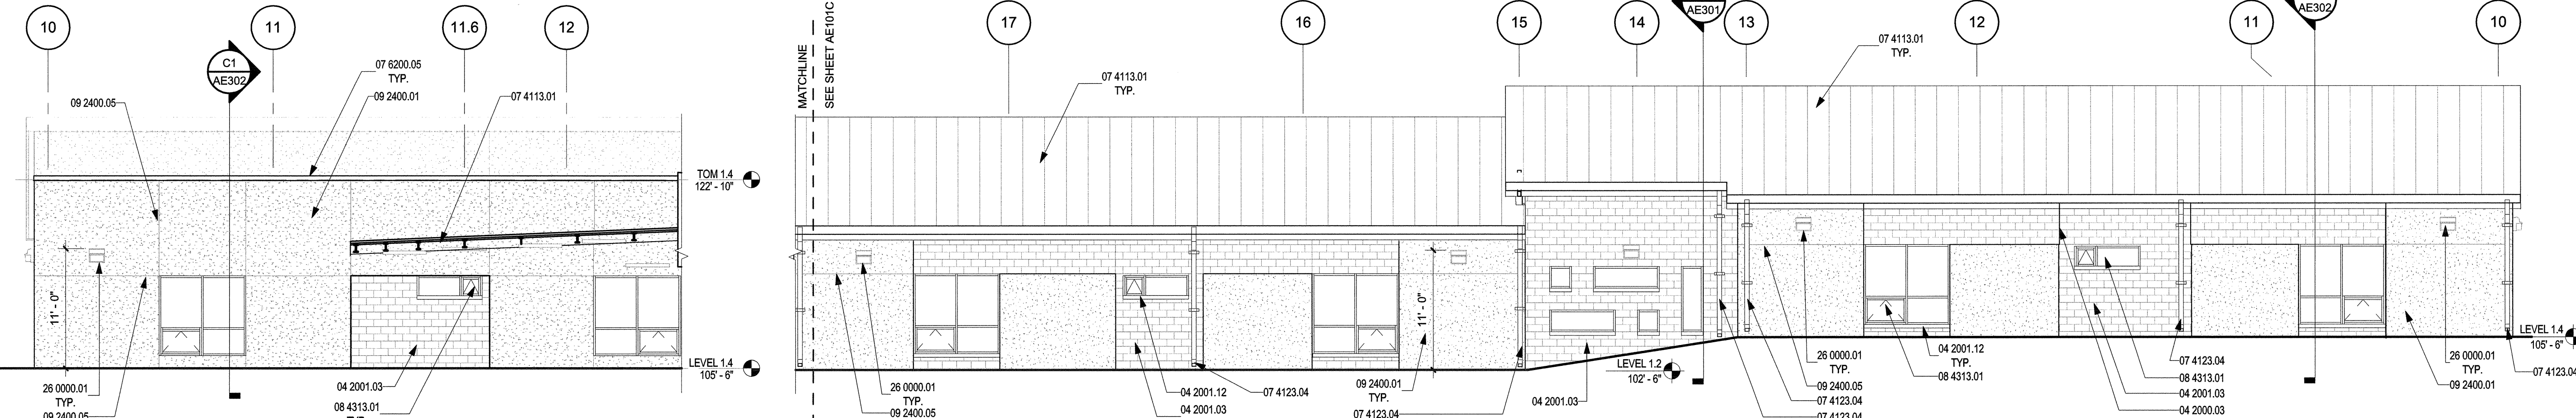 10
11
11.6
12
C1
AE302
07 6200.05
TYP.
09 2400.05
09 2400.01
07 4113.01
TOM 1.4
122' - 10"
11' - 0"
LEVEL 1.4
105' - 6"
26 0000.01
TYP.
09 2400.05
04 2001.03
08 4313.01
MATCHLINE
SEE SHEET AE101C
17
16
15
14
AE301
13
12
11
AE302
10
07 4113.01
TYP.
07 4113.01
TYP.
11' - 0"
LEVEL 1.2
102' - 6"
LEVEL 1.4
105' - 6"
26 0000.01
TYP.
09 2400.05
04 2001.12
04 2001.03
07 4123.04
09 2400.01
TYP.
07 4123.04
04 2001.03
26 0000.01
TYP.
09 2400.05
07 4123.04
07 4123.04
04 2001.12
TYP.
08 4313.01
07 4123.04
08 4313.01
04 2001.03
04 2000.03
26 0000.01
TYP.
09 2400.01
07 4123.04